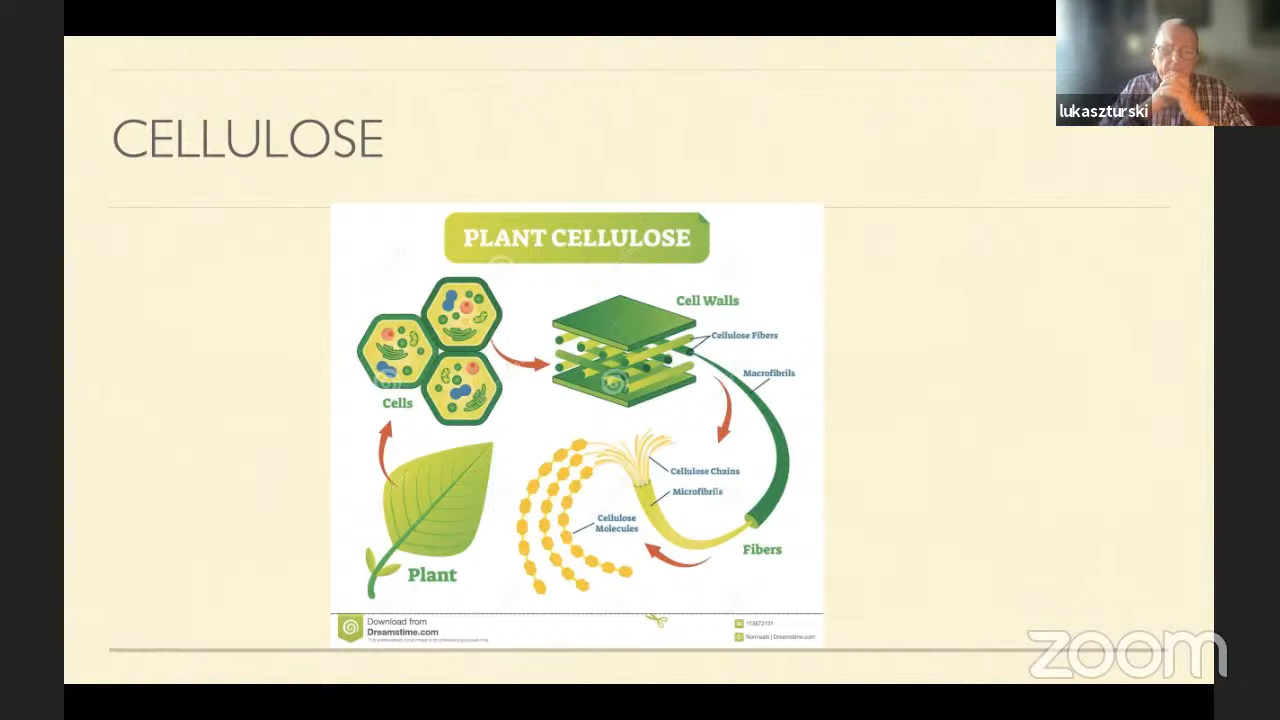 lukaszturski
CELLULOSE
PLANT CELLULOSE
Cell Walls
Cellulose Fibers
Macrofibrils
Cells
Cellulose Chains
Microfibrils
Cellulose
Molecules
Fibers
Plant
Download from
Dreamstime.com
zoom